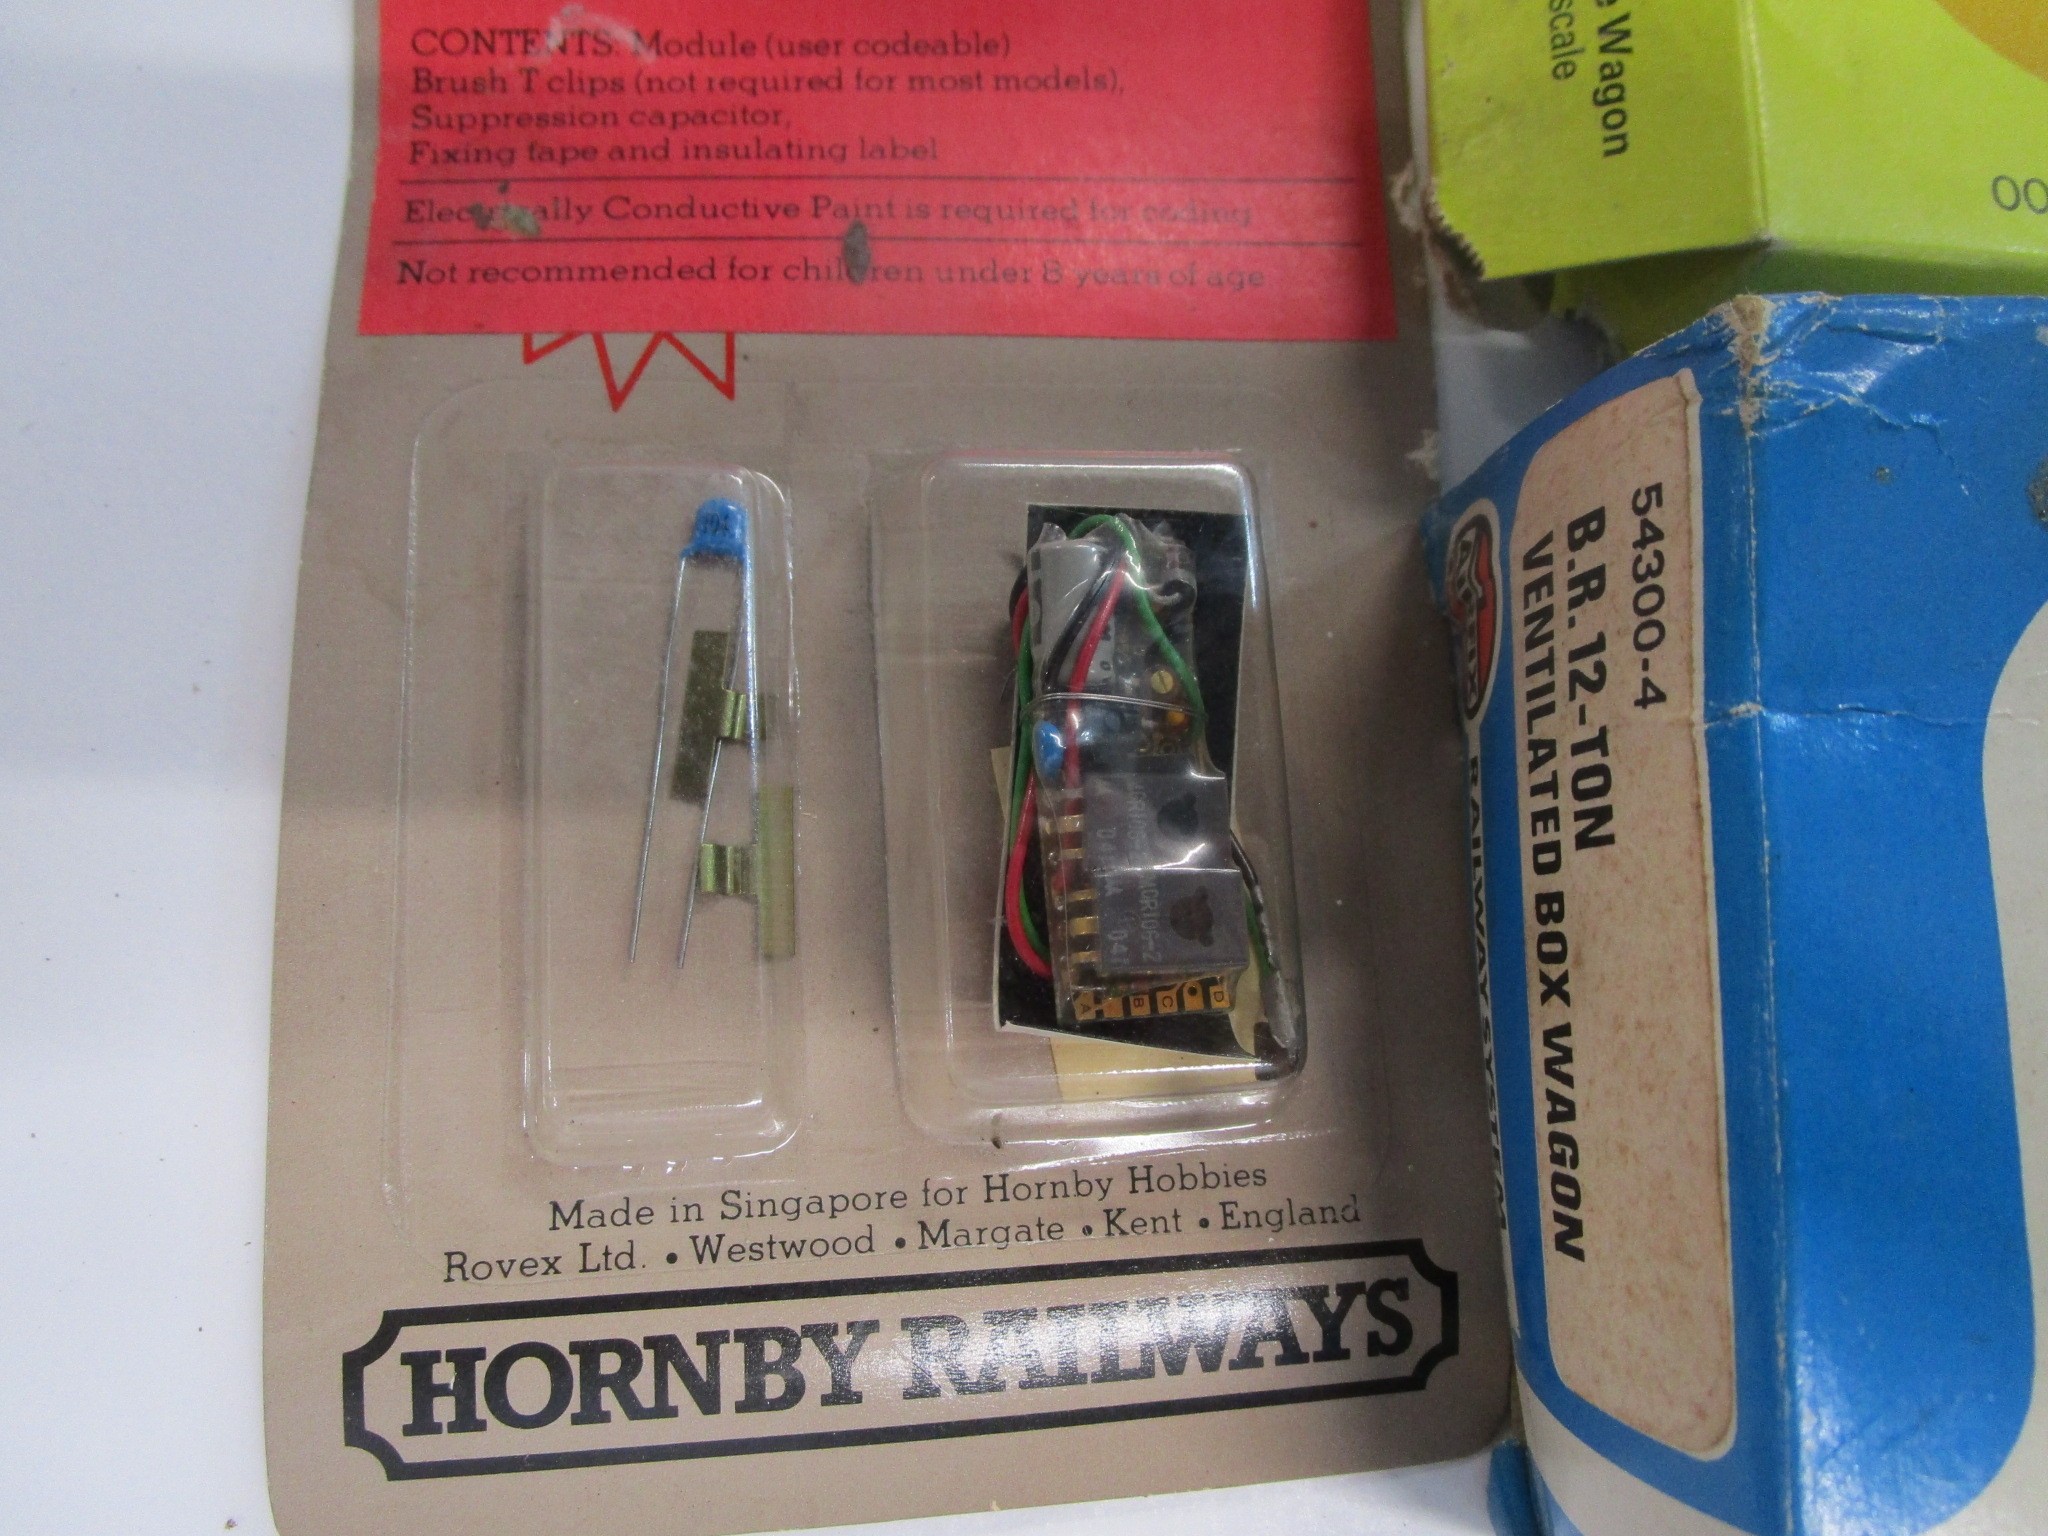 CONTENTS: Module (user codeable)
Brush T clips (not required for most models),
Suppression capacitor,
Fixing tape and insulating label
Electrically Conductive Paint is required for coding
Not recommended for children under 8 years of age
A B C D
Made in Singapore for Hornby Hobbies
Rovex Ltd. • Westwood • Margate • Kent • England
HORNBY RAILWAYS
Wagon
scale
00
54300-4
B.R. 12-TON
VENTILATED BOX WAGON
AIRFIX
RAILWAY SYSTEM